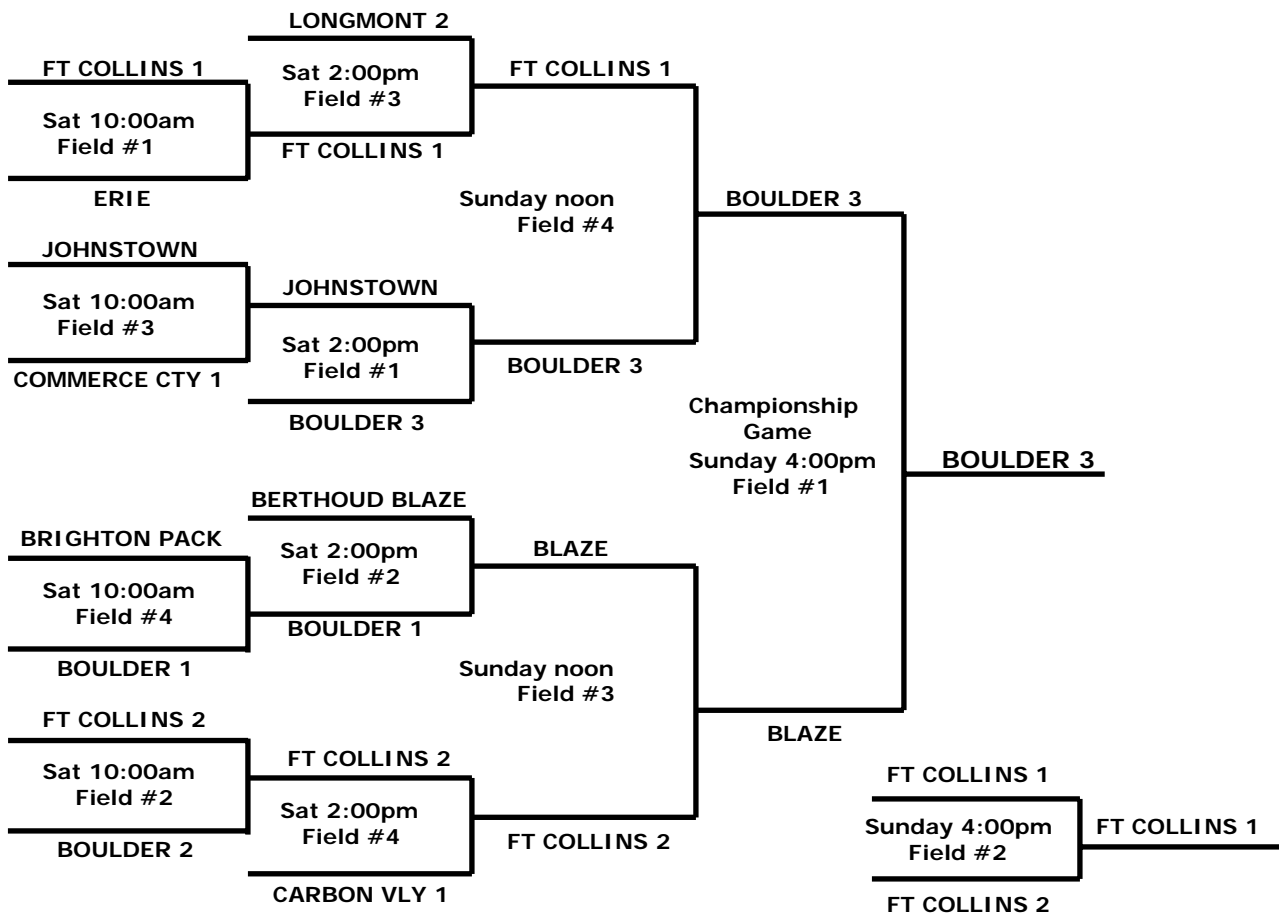 LONGMONT 2
FT COLLINS 1
Sat 2:00pm
Field #3
FT COLLINS 1
Sat 10:00am
Field #1
FT COLLINS 1
ERIE
Sunday noon
Field #4
BOULDER 3
JOHNSTOWN
Sat 10:00am
Field #3
JOHNSTOWN
Sat 2:00pm
Field #1
BOULDER 3
COMMERCE CTY 1
BOULDER 3
Championship
Game
Sunday 4:00pm
Field #1
BOULDER 3
BERTHOUD BLAZE
BRIGHTON PACK
Sat 2:00pm
Field #2
BLAZE
Sat 10:00am
Field #4
BOULDER 1
BOULDER 1
Sunday noon
Field #3
FT COLLINS 2
BLAZE
Sat 10:00am
Field #2
FT COLLINS 2
Sat 2:00pm
Field #4
FT COLLINS 2
BOULDER 2
CARBON VLY 1
FT COLLINS 1
Sunday 4:00pm
Field #2
FT COLLINS 1
FT COLLINS 2